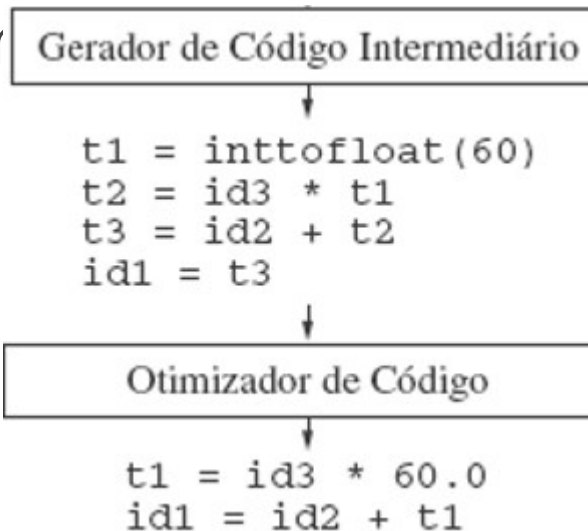 Gerador de Código Intermediário
t1 = inttofloat(60)
t2 = id3 * t1
t3 = id2 + t2
id1 = t3
Otimizador de Código
t1 = id3 * 60.0
id1 = id2 + t1